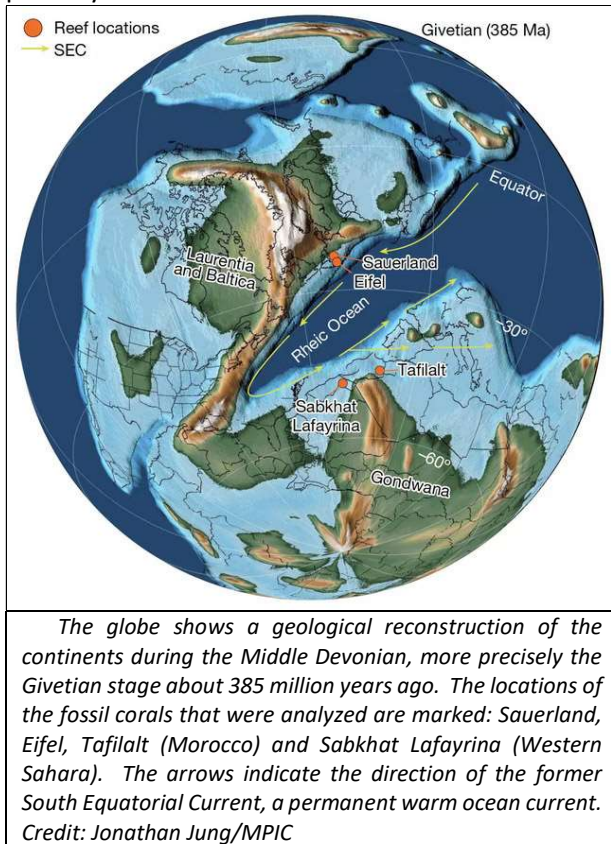 Reef locations
SEC
Givetian (385 Ma)
Equator
Laurentia
and Baltica
Sauerland
Eifel
Rheic Ocean
–30°
Tafilalt
Sabkhat
Lafayrina
–60°
Gondwana
The globe shows a geological reconstruction of the
continents during the Middle Devonian, more precisely the
Givetian stage about 385 million years ago. The locations of
the fossil corals that were analyzed are marked: Sauerland,
Eifel, Tafilalt (Morocco) and Sabkhat Lafayrina (Western
Sahara). The arrows indicate the direction of the former
South Equatorial Current, a permanent warm ocean current.
Credit: Jonathan Jung/MPIC